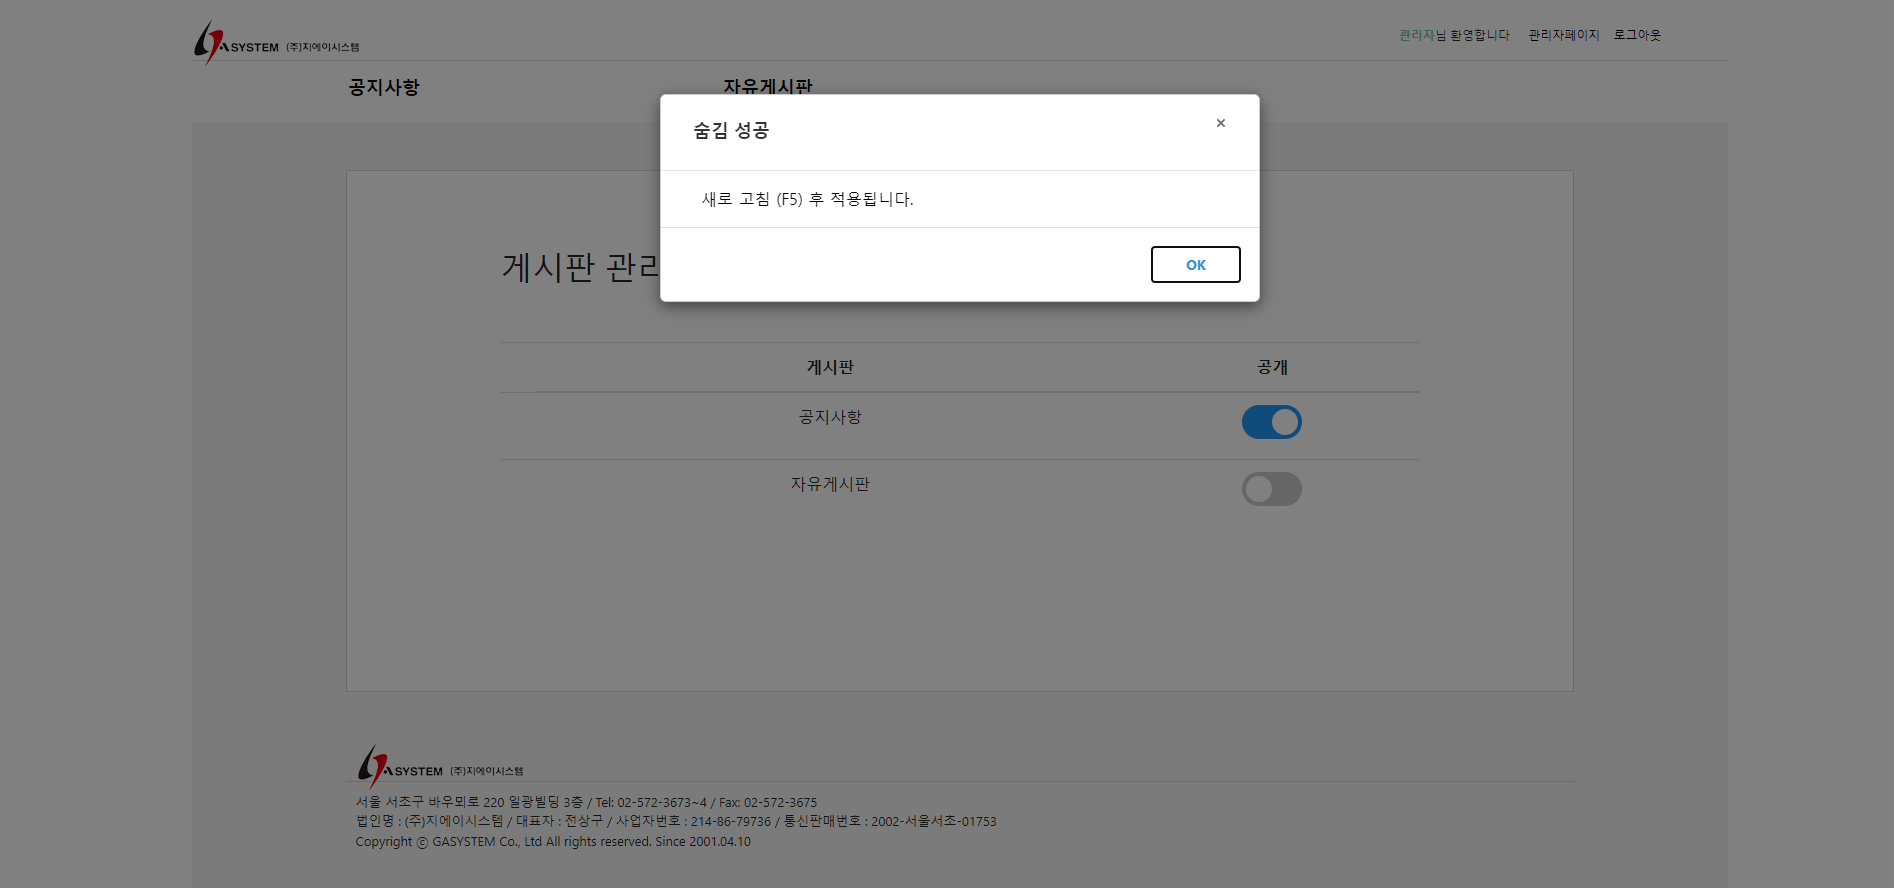 ASYSTEM (주)지에이시스템
관리자님 환영합니다 관리자페이지 로그아웃
공지사항 자유게시판
숨김 성공 ×
새로 고침 (F5) 후 적용됩니다.
OK
게시판 관리
게시판 공개
공지사항
자유게시판
ASYSTEM (주)지에이시스템
서울 서초구 바우뫼로 220 일광빌딩 3층 / Tel: 02-572-3673~4 / Fax: 02-572-3675
법인명 : (주)지에이시스템 / 대표자 : 전상구 / 사업자번호 : 214-86-79736 / 통신판매번호 : 2002-서울서초-01753
Copyright ⓒ GASYSTEM Co., Ltd All rights reserved. Since 2001.04.10